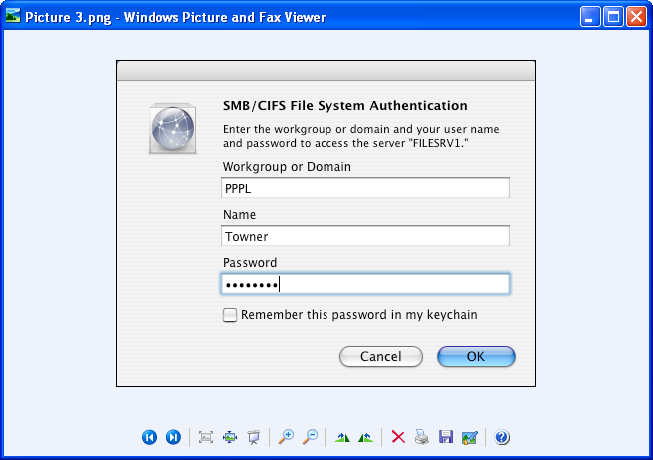 Picture 3.png - Windows Picture and Fax Viewer
SMB/CIFS File System Authentication
Enter the workgroup or domain and your user name
and password to access the server "FILESRV1."
Workgroup or Domain
PPPL
Name
Towner
Password
••••••••
Remember this password in my keychain
Cancel
OK